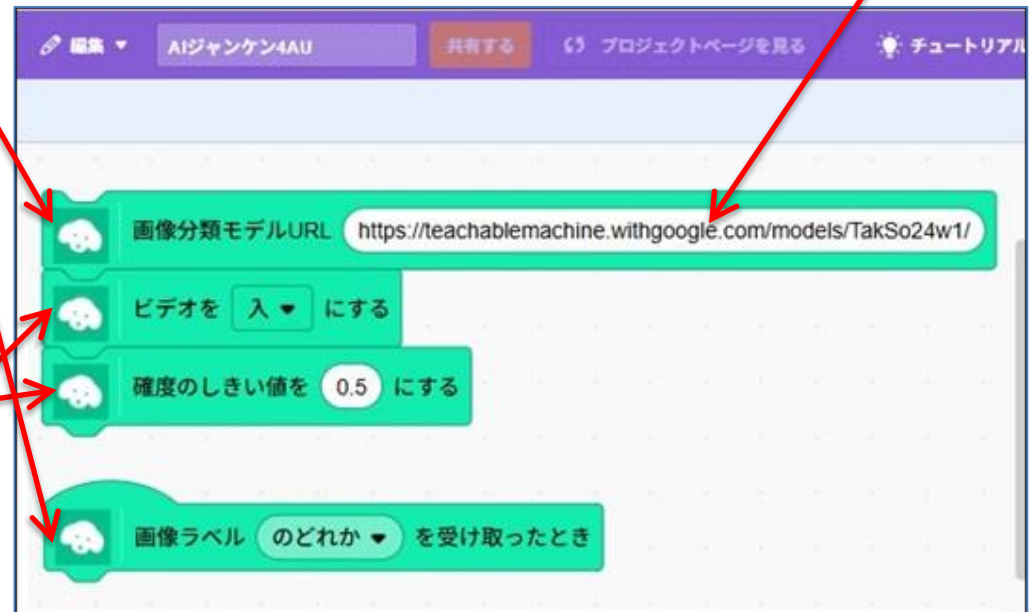 編集 AIジャンケン4AU 共有する プロジェクトページを見る チュートリアル
画像分類モデルURL https://teachablemachine.withgoogle.com/models/TakSo24w1/
ビデオを 入 にする
確度のしきい値を 0.5 にする
画像ラベル のどれか を受け取ったとき